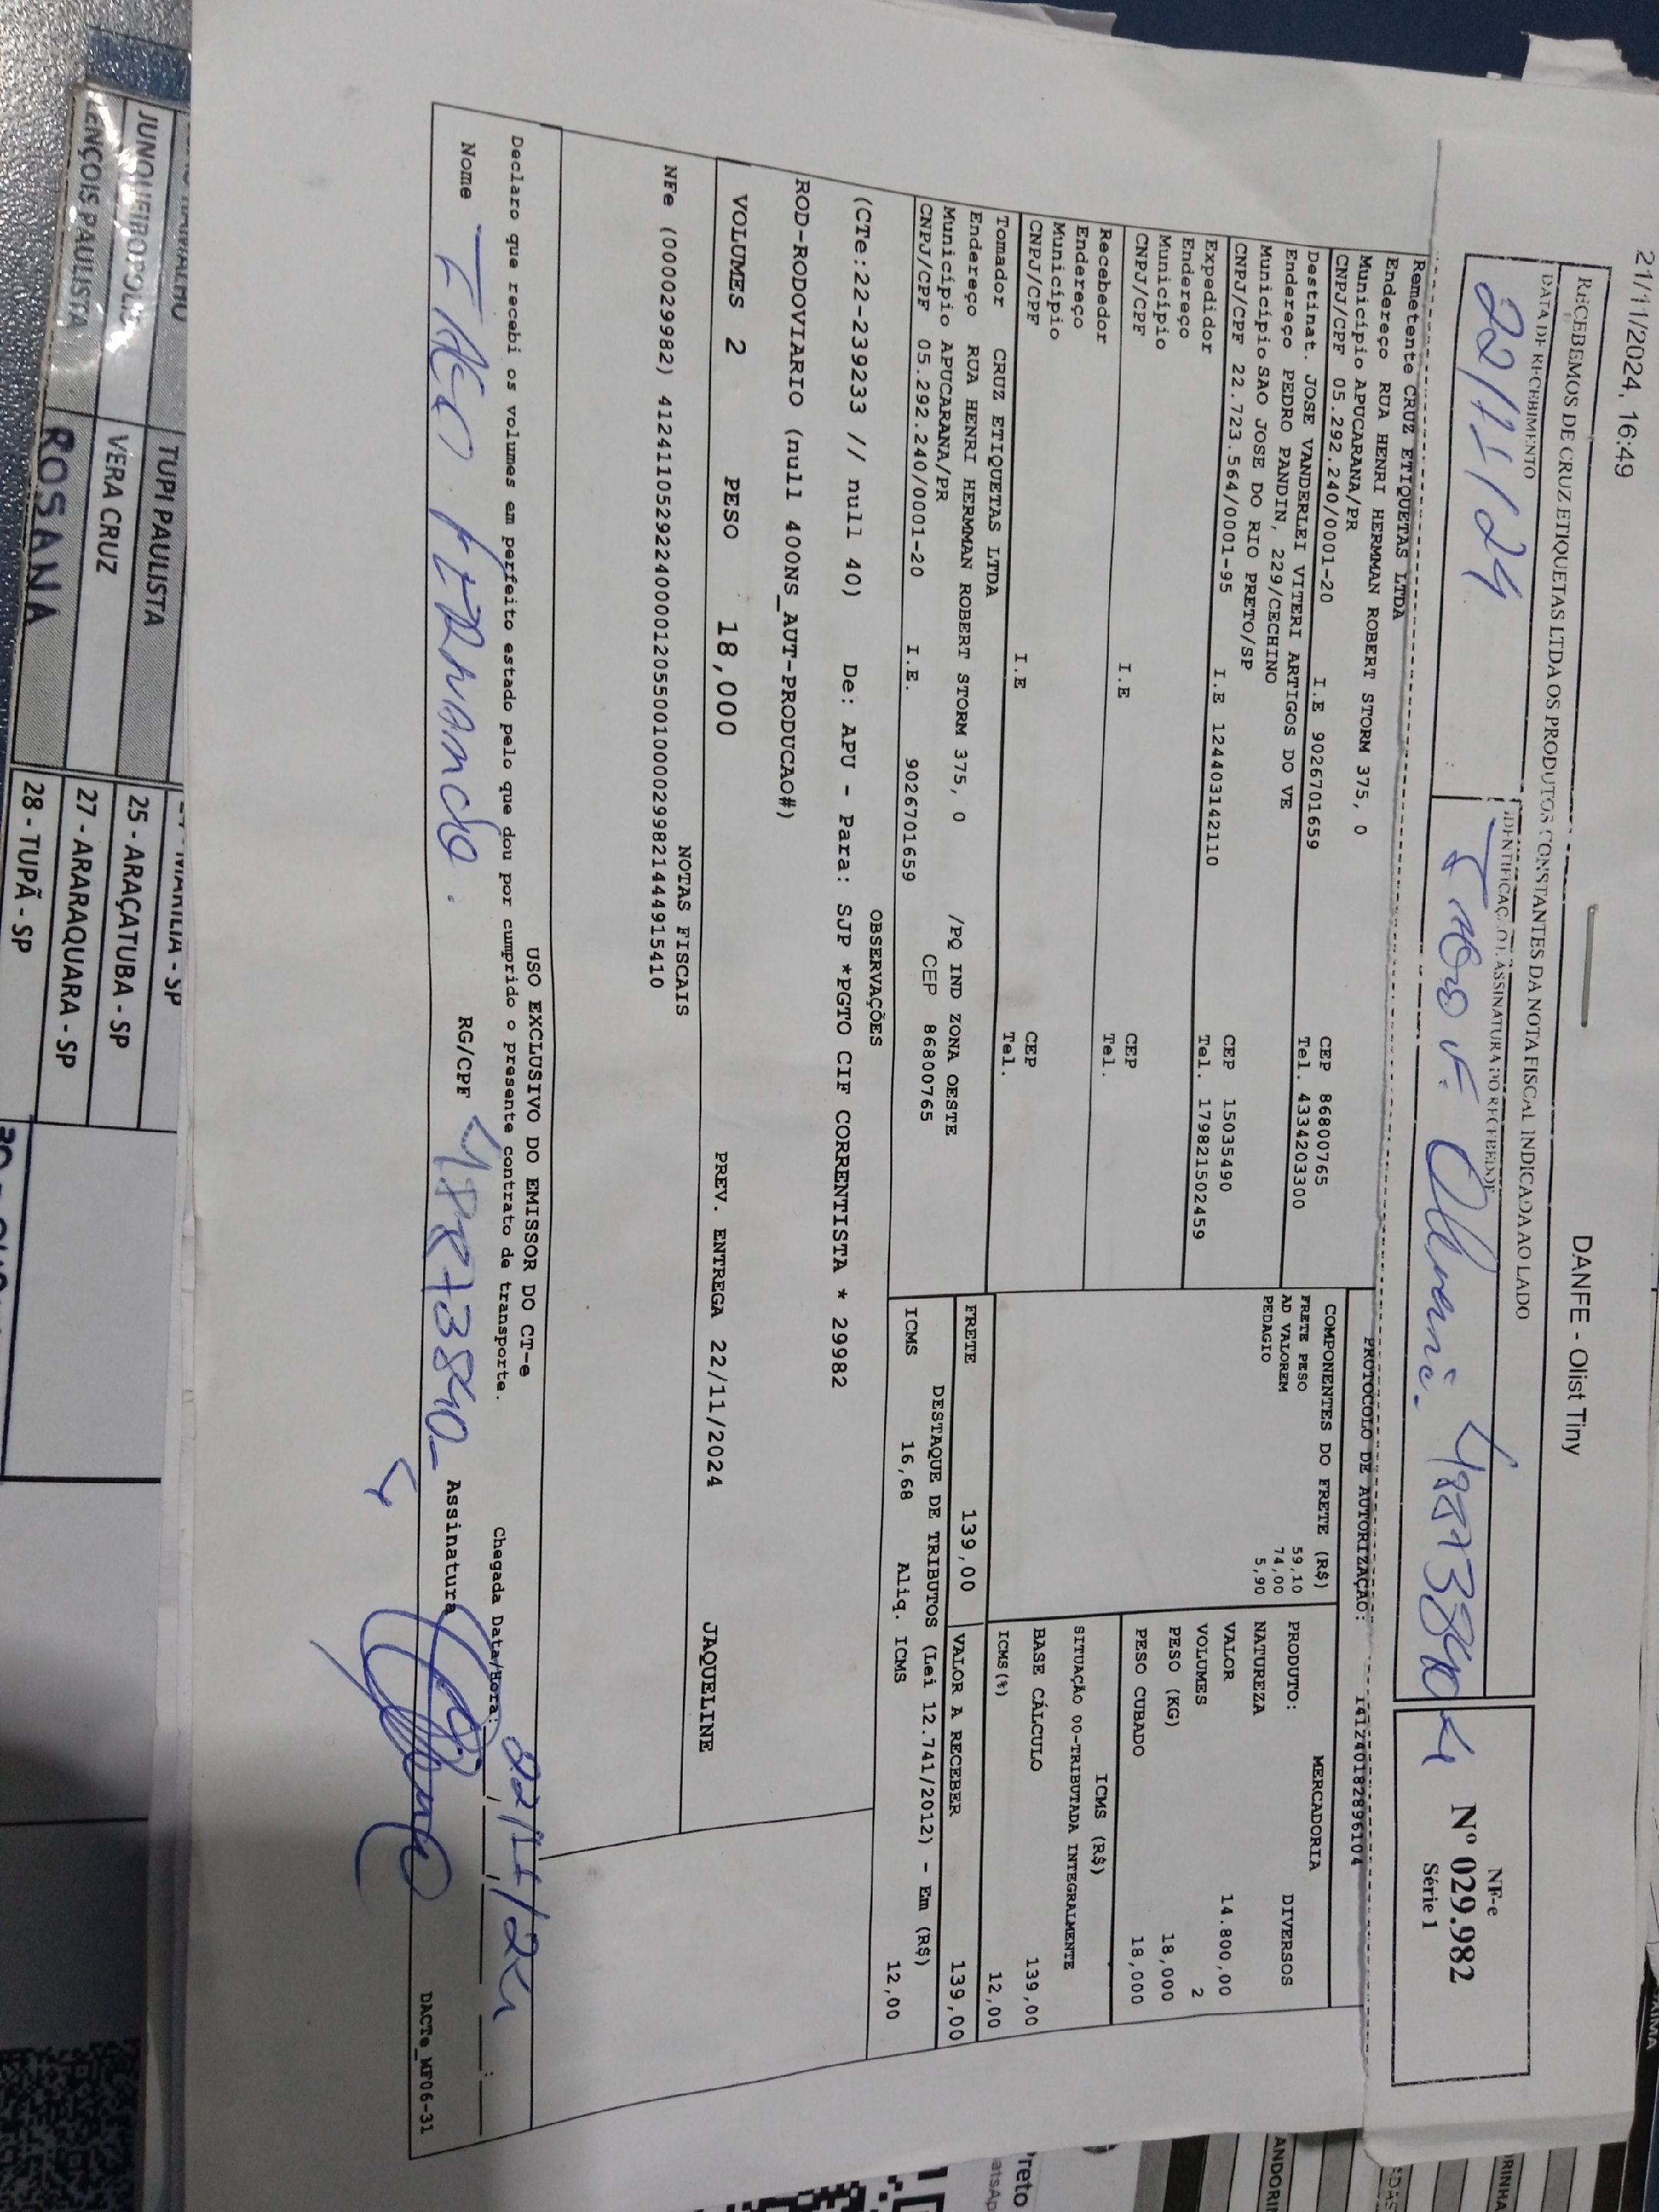 21/11/2024, 16:49
DANFE - Olist Tiny
RECEBEMOS DE CRUZ ETIQUETAS LTDA OS PRODUTOS CONSTANTES DA NOTA FISCAL INDICADA AO LADO
DATA DE RECEBIMENTO
IDENTIFICAÇÃO E ASSINATURA DO RECEBEDOR
22/11/24
NF-e
Nº 029.982
Série 1
PROTOCOLO DE AUTORIZAÇÃO: 141240182896104
Remetente CRUZ ETIQUETAS LTDA
Endereço RUA HENRI HERMMAN ROBERT STORM 375, 0
Município APUCARANA/PR CEP 86800765
CNPJ/CPF 05.292.240/0001-20 I.E 9026701659 Tel. 4334203300
Destinat. JOSE VANDERLEI VITERI ARTIGOS DO VE
Endereço PEDRO PANDIN, 229/CECHINO
Município SAO JOSE DO RIO PRETO/SP CEP 15035490
CNPJ/CPF 22.723.564/0001-95 I.E 124403142110 Tel. 179821502459
Expedidor
Endereço
Município CEP
CNPJ/CPF I.E Tel.
Recebedor
Endereço
Município CEP
CNPJ/CPF I.E Tel.
Tomador CRUZ ETIQUETAS LTDA
Endereço RUA HENRI HERMMAN ROBERT STORM 375, 0 /PQ IND ZONA OESTE
Município APUCARANA/PR CEP 86800765
CNPJ/CPF 05.292.240/0001-20 I.E. 9026701659
COMPONENTES DO FRETE (R$)
FRETE PESO 59,10
AD VALOREM 74,00
PEDAGIO 5,90
MERCADORIA
PRODUTO: DIVERSOS
NATUREZA
VALOR 14.800,00
VOLUMES 2
PESO (KG) 18,000
PESO CUBADO 18,000
ICMS (R$)
SITUAÇÃO 00-TRIBUTADA INTEGRALMENTE
BASE CÁLCULO 139,00
ICMS(%) 12,00
FRETE 139,00 VALOR A RECEBER 139,00
DESTAQUE DE TRIBUTOS (Lei 12.741/2012) - Em (R$)
ICMS 16,68 Aliq. ICMS 12,00
OBSERVAÇÕES
(CTe:22-239233 // null 40) De: APU - Para: SJP *PGTO CIF CORRENTISTA * 29982
ROD-RODOVIARIO (null 400NS_AUT-PRODUCAO#)
VOLUMES 2 PESO 18,000 PREV. ENTREGA 22/11/2024 JAQUELINE
NOTAS FISCAIS
NFe (000029982) 41241105292240000120550010000299821444915410
USO EXCLUSIVO DO EMISSOR DO CT-e
Declaro que recebi os volumes em perfeito estado pelo que dou por cumprido o presente contrato de transporte.
Chegada Data/Hora:
22/11/24
Nome RG/CPF Assinatura
DACTe_MF06-31
JUNQUEIROPOLIS TUPI PAULISTA
ENÇOIS PAULISTA VERA CRUZ
ROSANA
25 - ARAÇATUBA - SP
27 - ARARAQUARA - SP
28 - TUPÃ - SP